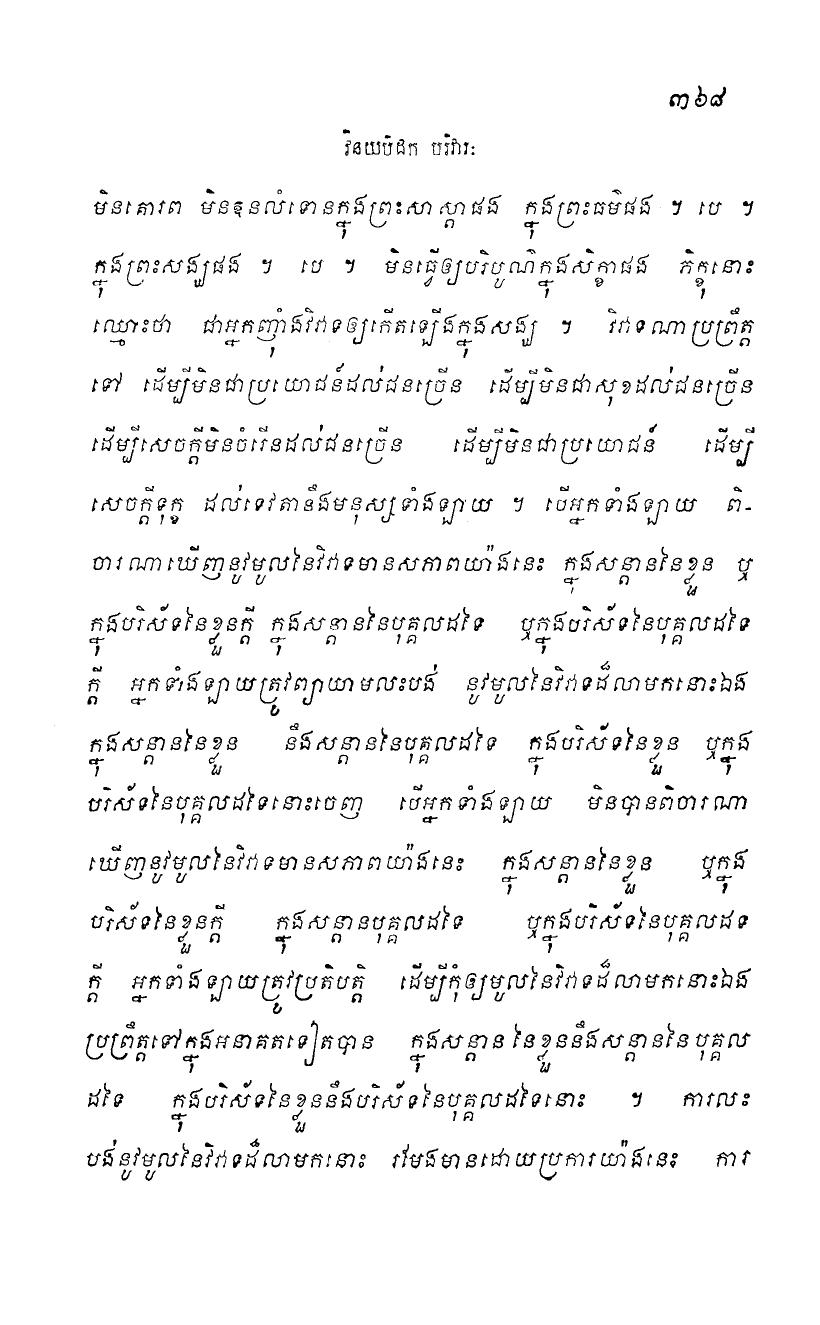 ៣៦៨
វិនយបិដក បរិវារៈ
មិនគោរព មិនឱនលំទោនក្នុងព្រះសាស្តាផង ក្នុងព្រះធម៌ផង ។ បេ ។
ក្នុងព្រះសង្ឃផង ។ បេ ។ មិនធ្វើឲ្យបរិបូណ៌ក្នុងសិក្ខាផង ភិក្ខុនោះ
ឈ្មោះថា ជាអ្នកញុំាងវិវាទឲ្យកើតឡើងក្នុងសង្ឃ ។ វិវាទណាប្រព្រឹត្ត
ទៅ ដើម្បីមិនជាប្រយោជន៍ដល់ជនច្រើន ដើម្បីមិនជាសុខដល់ជនច្រើន
ដើម្បីសេចក្តីមិនចំរើនដល់ជនច្រើន ដើម្បីមិនជាប្រយោជន៍ ដើម្បី
សេចក្តីទុក្ខ ដល់ទេវតានឹងមនុស្សទាំងឡាយ ។ បើអ្នកទាំងឡាយ ពិ-
ចារណាឃើញនូវមូលនៃវិវាទមានសភាពយ៉ាងនេះ ក្នុងសន្តាននៃខ្លួន ឬ
ក្នុងបរិស័ទនៃខ្លួនក្តី ក្នុងសន្តាននៃបុគ្គលដទៃ ឬក្នុងបរិស័ទនៃបុគ្គលដទៃ
ក្តី អ្នកទាំងឡាយត្រូវព្យាយាមលះបង់ នូវមូលនៃវិវាទដ៏លាមកនោះឯង
ក្នុងសន្តាននៃខ្លួន នឹងសន្តាននៃបុគ្គលដទៃ ក្នុងបរិស័ទនៃខ្លួន ឬក្នុង
បរិស័ទនៃបុគ្គលដទៃនោះចេញ បើអ្នកទាំងឡាយ មិនបានពិចារណា
ឃើញនូវមូលនៃវិវាទមានសភាពយ៉ាងនេះ ក្នុងសន្តាននៃខ្លួន ឬក្នុង
បរិស័ទនៃខ្លួនក្តី ក្នុងសន្តានបុគ្គលដទៃ ឬក្នុងបរិស័ទនៃបុគ្គលដទ
ក្តី អ្នកទាំងឡាយត្រូវប្រតិបត្តិ ដើម្បីកុំឲ្យមូលនៃវិវាទដ៏លាមកនោះឯង
ប្រព្រឹត្តទៅក្នុងអនាគតទៀតបាន ក្នុងសន្តាន នៃខ្លួននឹងសន្តាននៃបុគ្គល
ដទៃ ក្នុងបរិស័ទនៃខ្លួននឹងបរិស័ទនៃបុគ្គលដទៃនោះ ។ ការលះ
បង់នូវមូលនៃវិវាទដ៏លាមកនោះ រមែងមានដោយប្រការយ៉ាងនេះ ការ